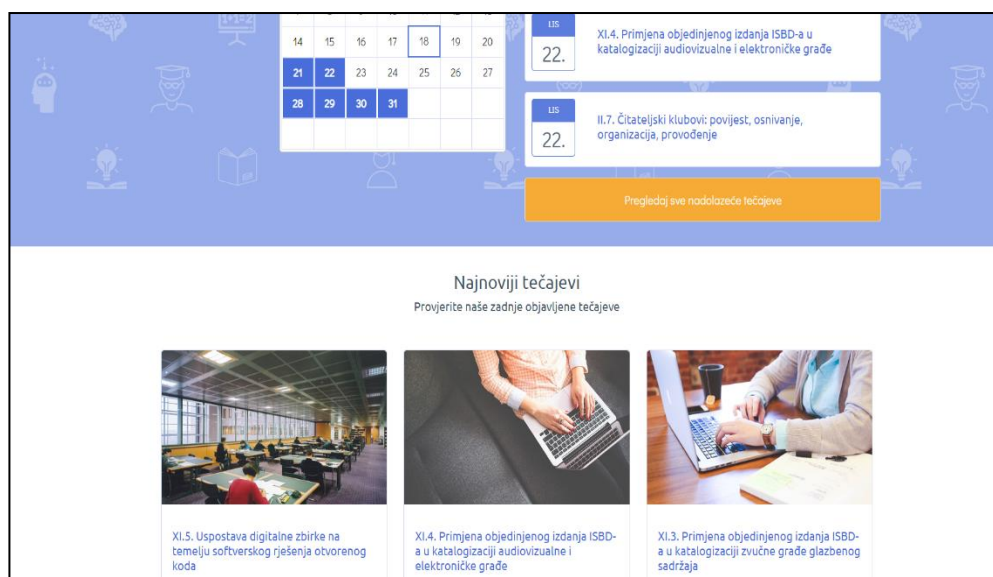 14 15 16 17 18 19 20
21 22 23 24 25 26 27
28 29 30 31
LIS
22.
XI.4. Primjena objedinjenog izdanja ISBD-a u
katalogizaciji audiovizualne i elektroničke građe
LIS
22.
II.7. Čitateljski klubovi: povijest, osnivanje,
organizacija, provođenje
Pregledaj sve nadolazeće tečajeve
Najnoviji tečajevi
Provjerite naše zadnje objavljene tečajeve
XI.5. Uspostava digitalne zbirke na
temelju softverskog rješenja otvorenog
koda
XI.4. Primjena objedinjenog izdanja ISBD-
a u katalogizaciji audiovizualne i
elektroničke građe
XI.3. Primjena objedinjenog izdanja ISBD-
a u katalogizaciji zvučne građe glazbenog
sadržaja